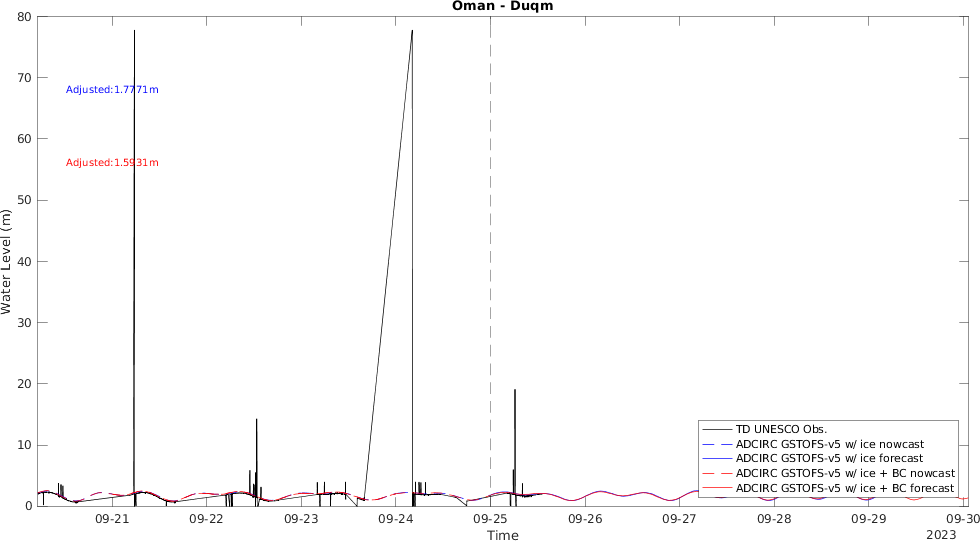 Oman - Duqm
80
70
60
50
40
30
20
10
0
Water Level (m)
Adjusted:1.7771m
Adjusted:1.5931m
TD UNESCO Obs.
ADCIRC GSTOFS-v5 w/ ice nowcast
ADCIRC GSTOFS-v5 w/ ice forecast
ADCIRC GSTOFS-v5 w/ ice + BC nowcast
ADCIRC GSTOFS-v5 w/ ice + BC forecast
09-21 09-22 09-23 09-24 09-25 09-26 09-27 09-28 09-29 09-30
Time
2023